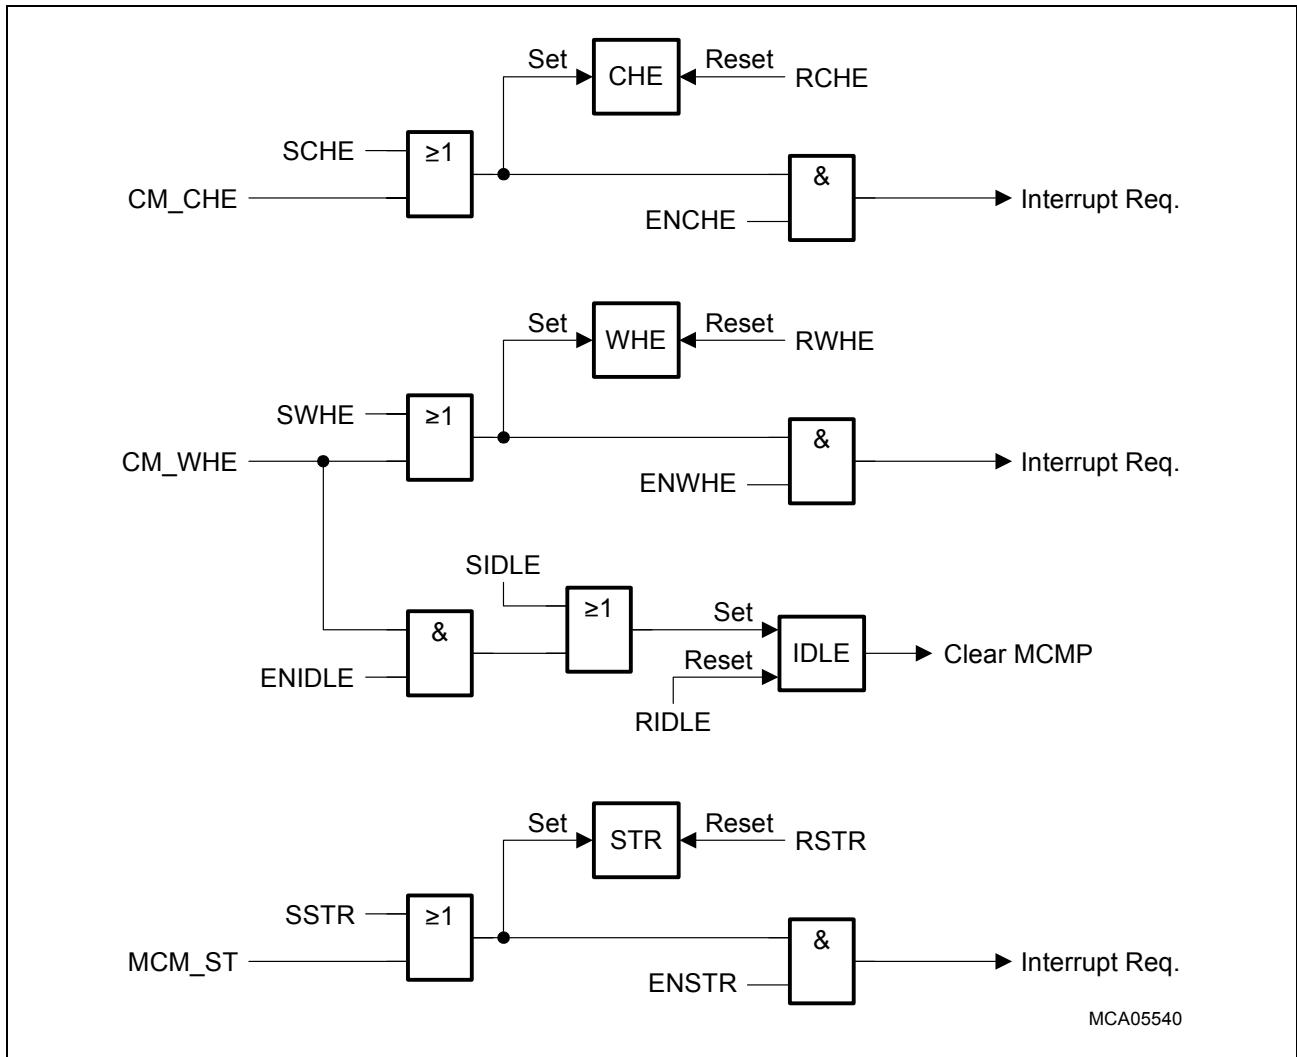 Set CHE Reset RCHE
SCHE ≥1
CM_CHE
& Interrupt Req.
ENCHE
Set WHE Reset RWHE
SWHE ≥1
CM_WHE
& Interrupt Req.
ENWHE
SIDLE
≥1
&
ENIDLE
Set
Reset IDLE Clear MCMP
RIDLE
Set STR Reset RSTR
SSTR ≥1
MCM_ST
& Interrupt Req.
ENSTR
MCA05540